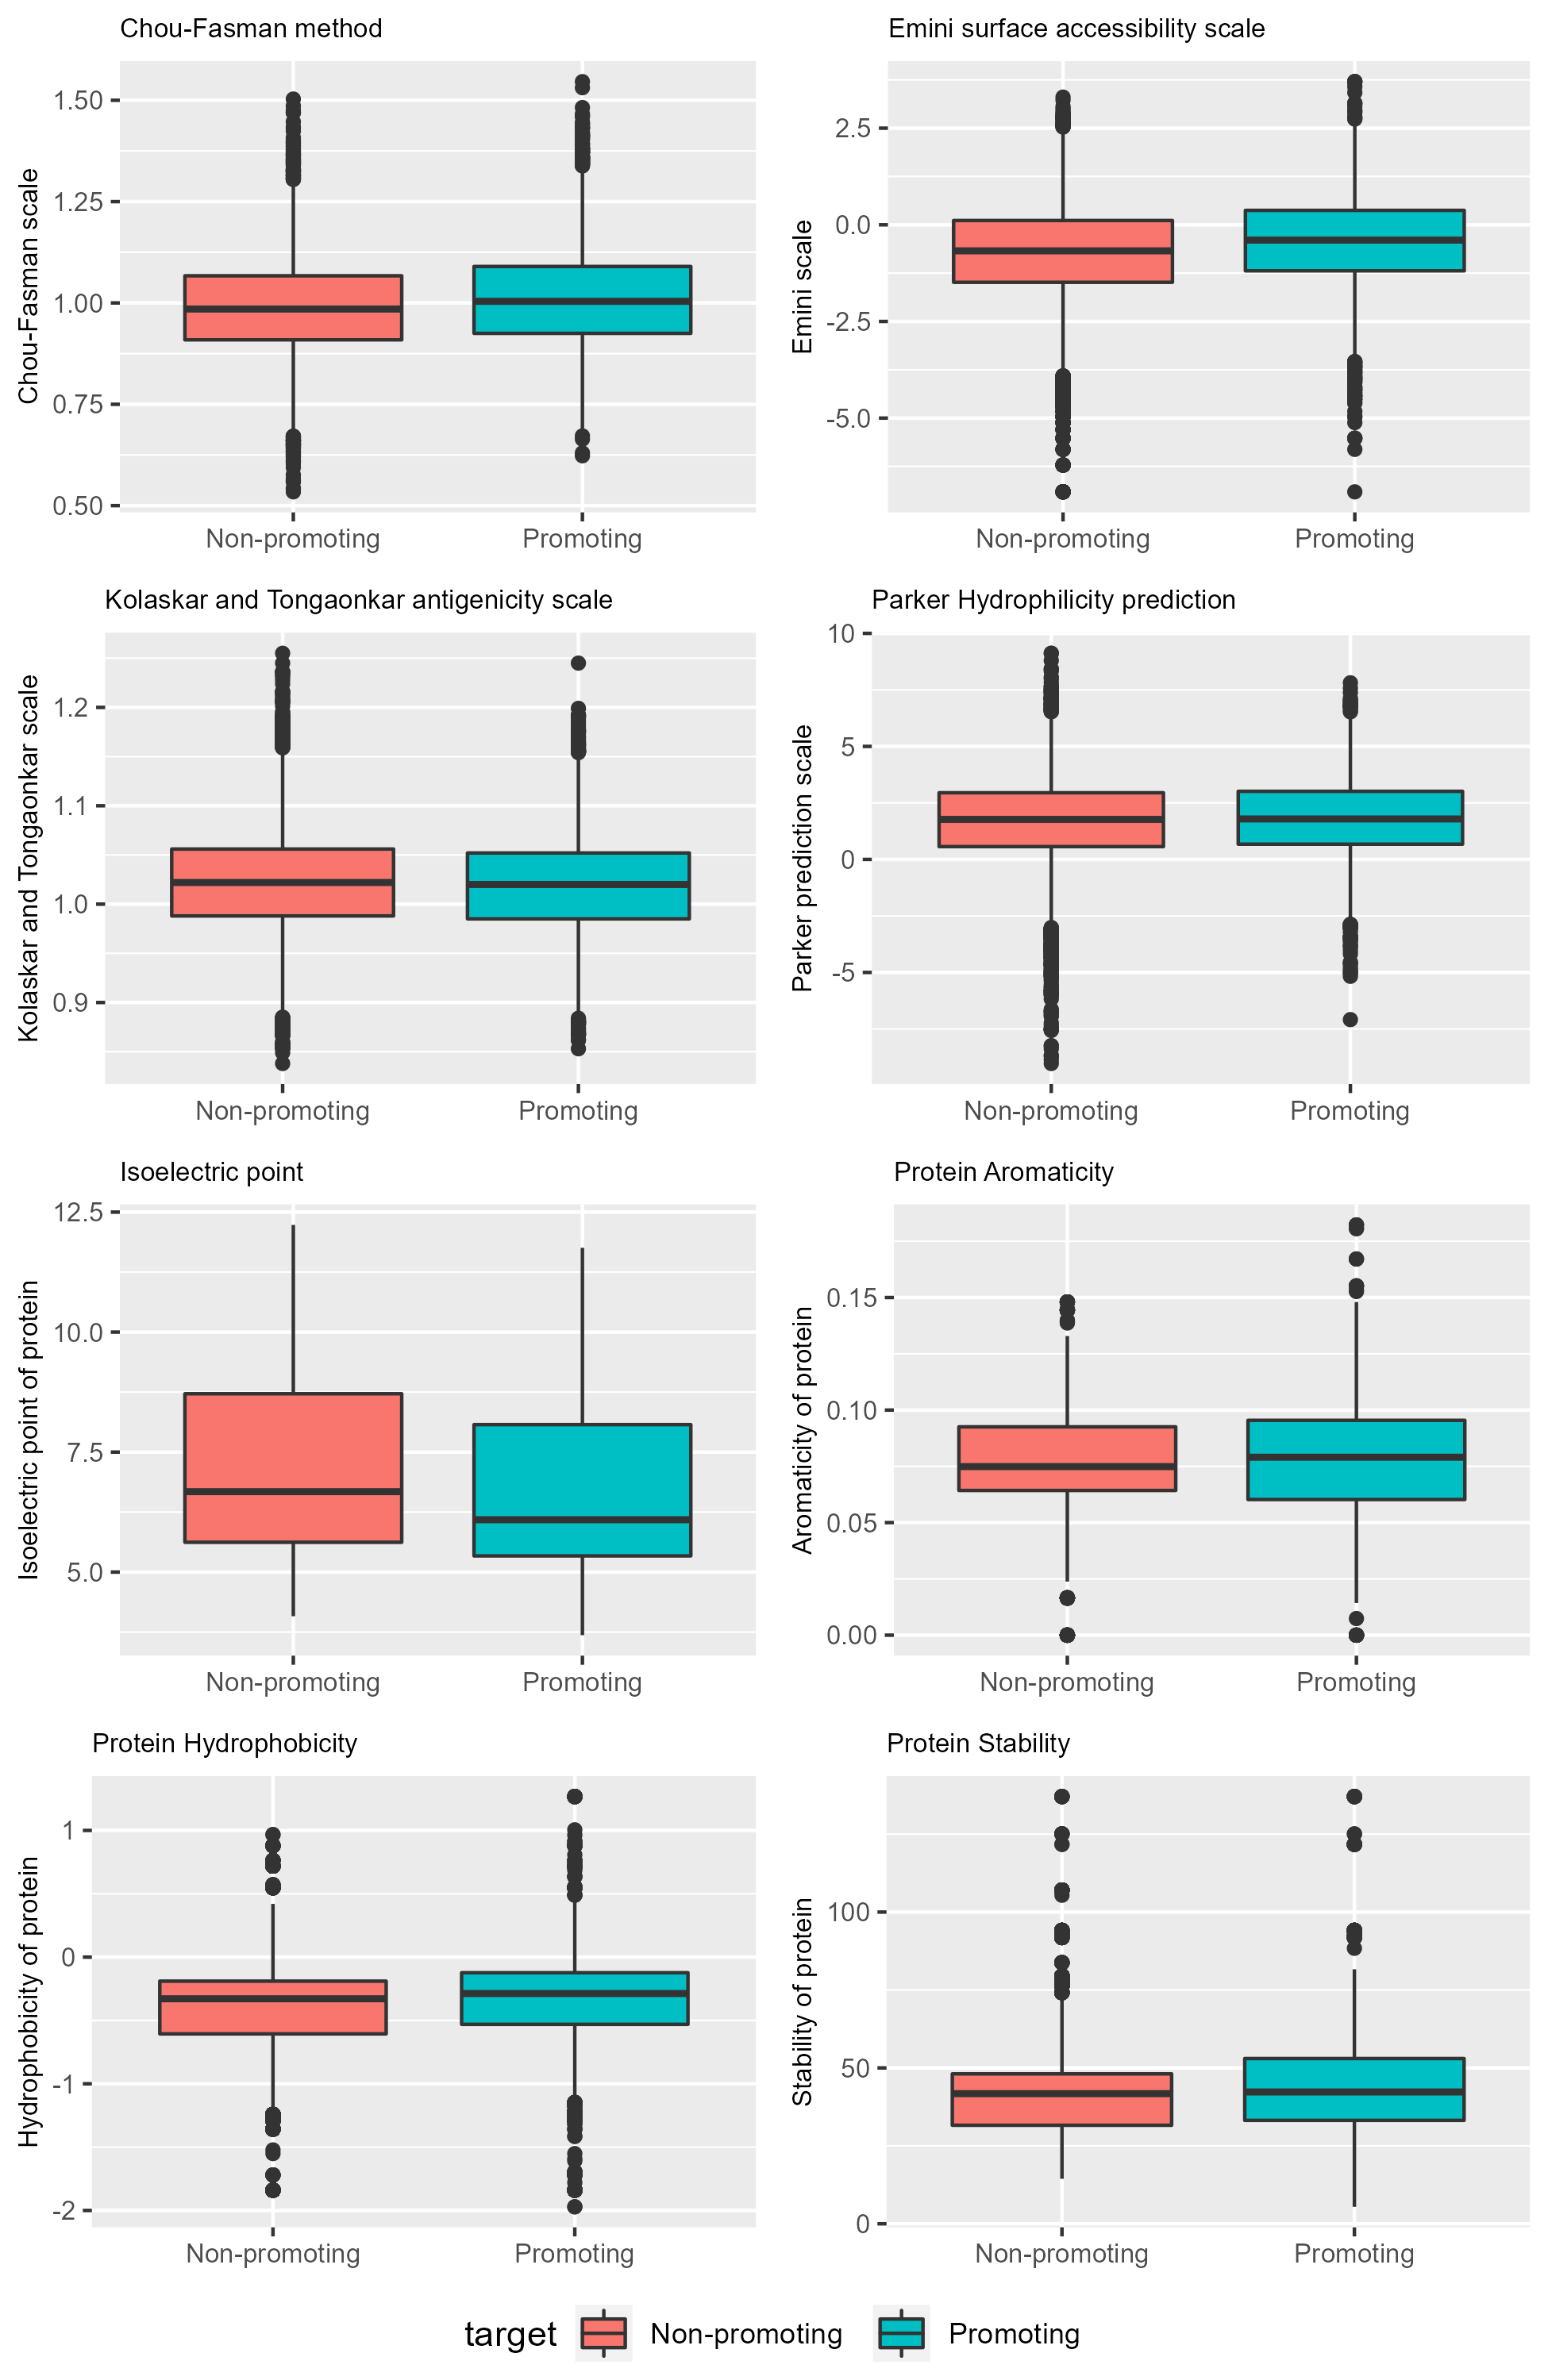 Chou-Fasman method
Chou-Fasman scale
1.50
1.25
1.00
0.75
0.50
Non-promoting
Promoting
Emini surface accessibility scale
Emini scale
2.5
0.0
-2.5
-5.0
Non-promoting
Promoting
Kolaskar and Tongaonkar antigenicity scale
Kolaskar and Tongaonkar scale
1.2
1.1
1.0
0.9
Non-promoting
Promoting
Parker Hydrophilicity prediction
Parker prediction scale
10
5
0
-5
Non-promoting
Promoting
Isoelectric point
Isoelectric point of protein
12.5
10.0
7.5
5.0
Non-promoting
Promoting
Protein Aromaticity
Aromaticity of protein
0.15
0.10
0.05
0.00
Non-promoting
Promoting
Protein Hydrophobicity
Hydrophobicity of protein
1
0
-1
-2
Non-promoting
Promoting
Protein Stability
Stability of protein
100
50
0
Non-promoting
Promoting
target Non-promoting Promoting